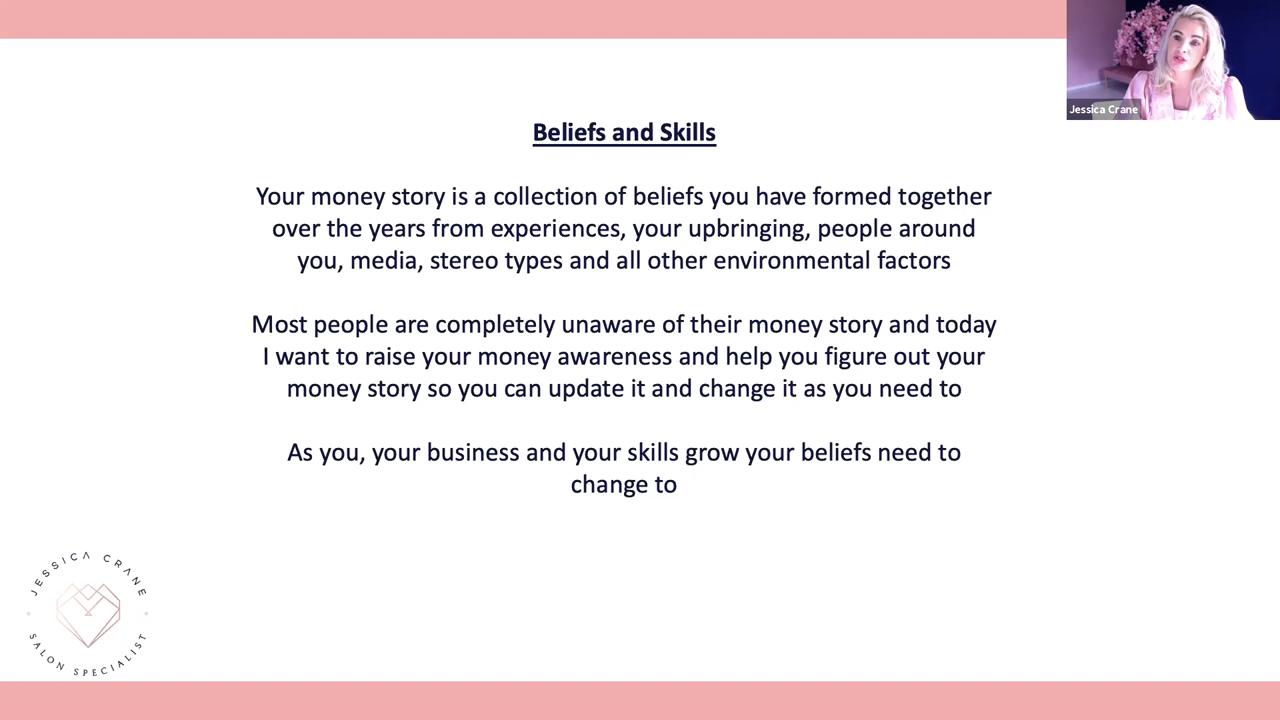 Jessica Crane
Beliefs and Skills
Your money story is a collection of beliefs you have formed together
over the years from experiences, your upbringing, people around
you, media, stereo types and all other environmental factors
Most people are completely unaware of their money story and today
I want to raise your money awareness and help you figure out your
money story so you can update it and change it as you need to
As you, your business and your skills grow your beliefs need to
change to
JESSICA CRANE
SALON SPECIALIST